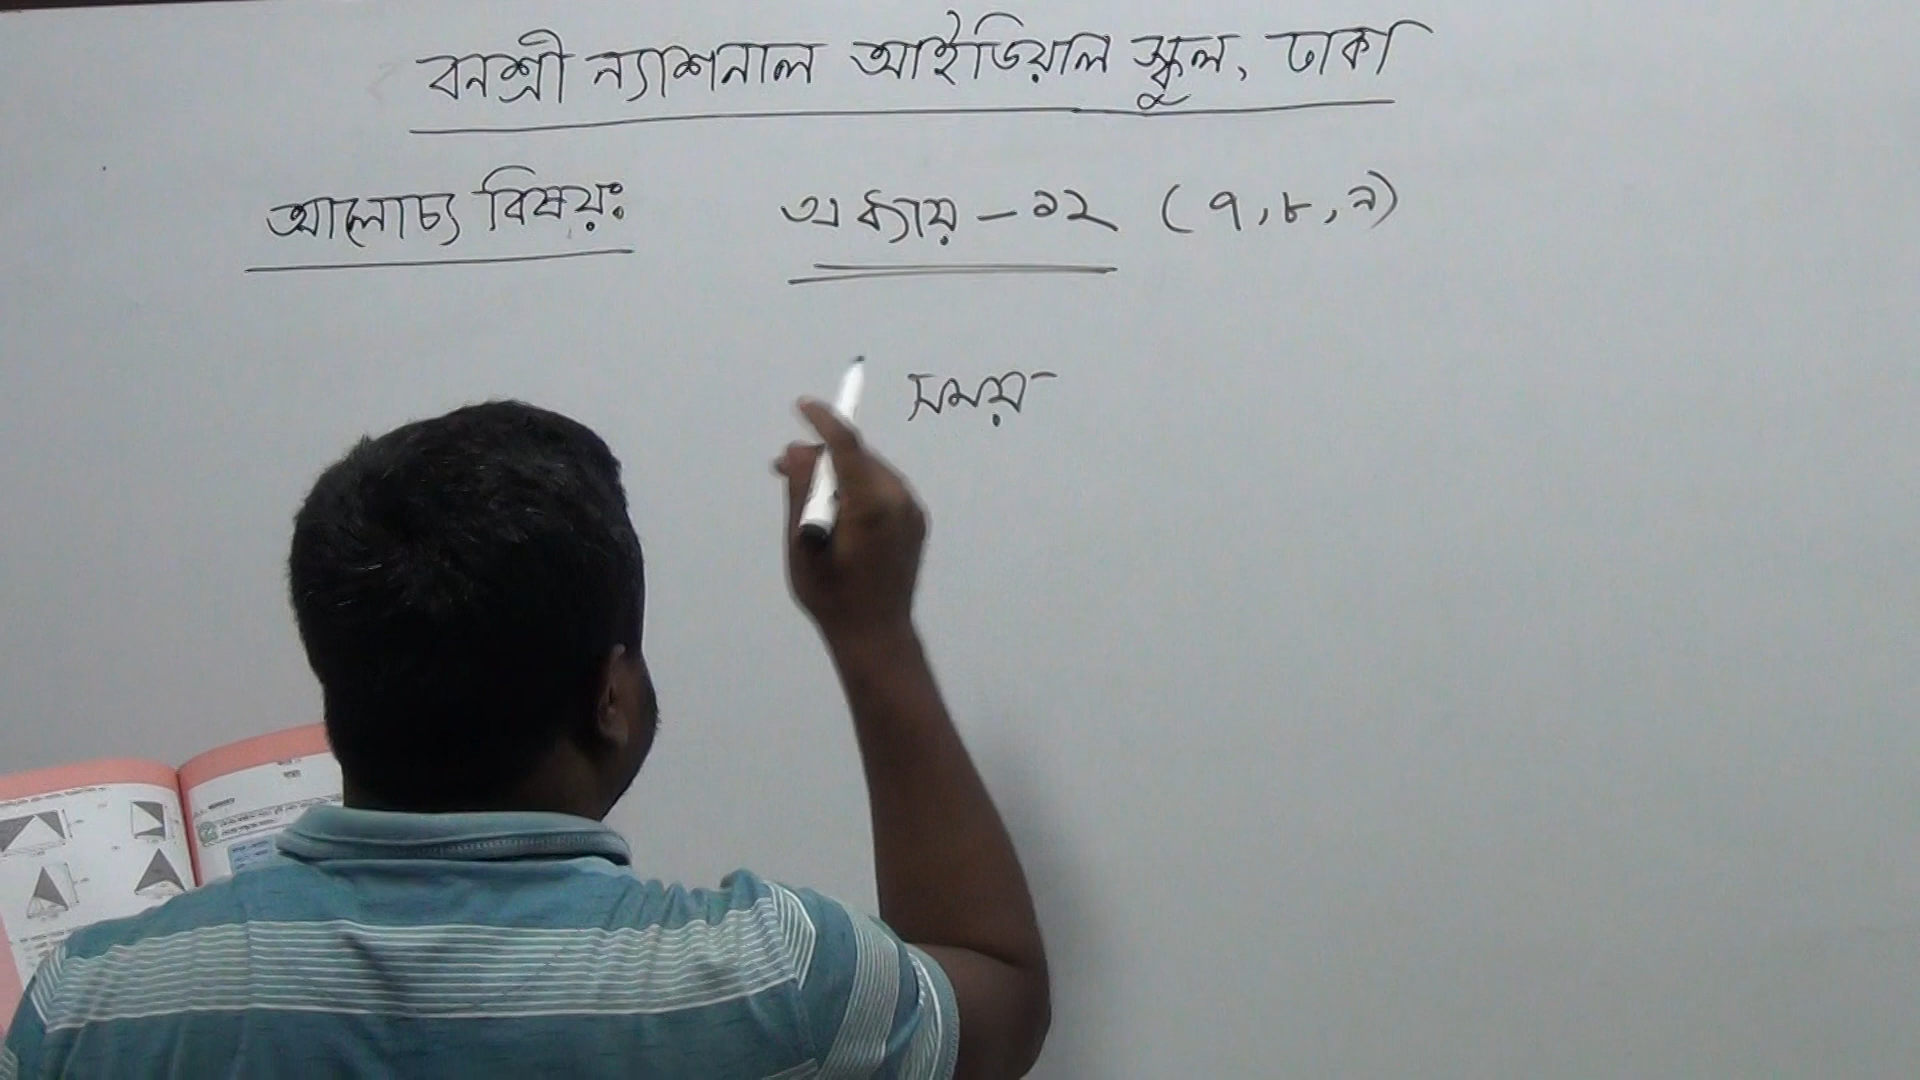 বনশ্রী ন্যাশনাল আইডিয়াল স্কুল, ঢাকা
আলোচ্য বিষয়ঃ অধ্যায় - ১২ (৭, ৮, ৯)
সময়